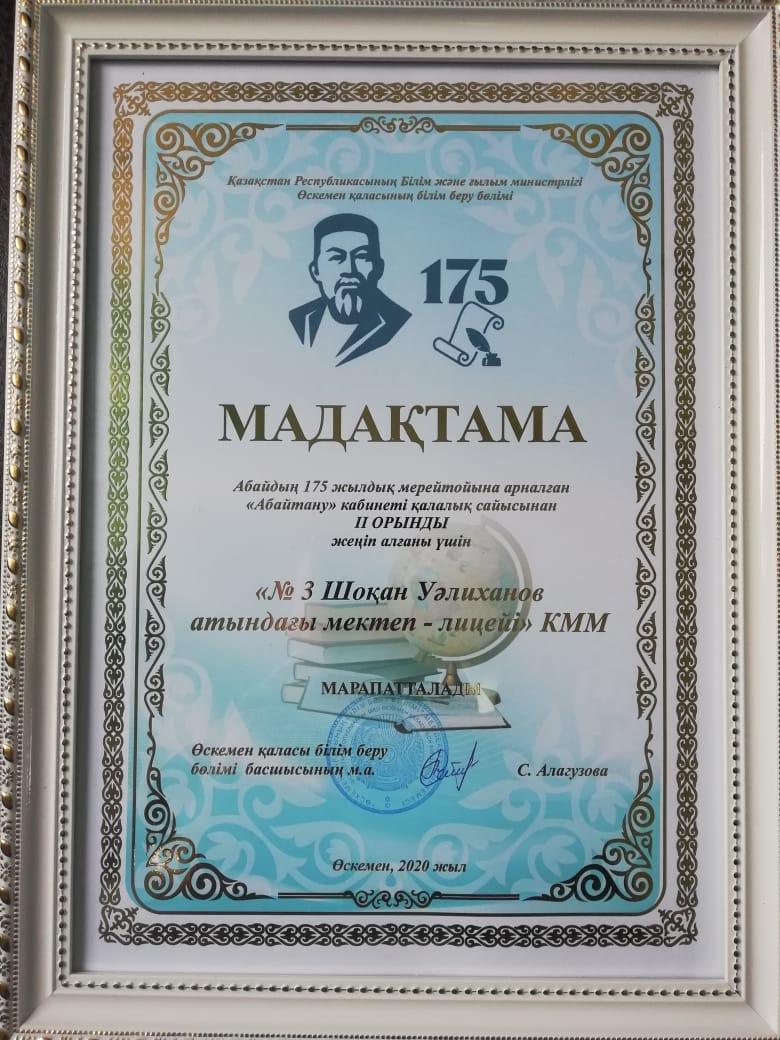 Қазақстан Республикасының Білім және ғылым министрлігі
Өскемен қаласының білім беру бөлімі
175
МАДАҚТАМА
Абайдың 175 жылдық мерейтойына арналған
«Абайтану» кабинеті қалалық сайысынан
ІІ ОРЫНДЫ
жеңіп алғаны үшін
«№ 3 Шоқан Уәлиханов
атындағы мектеп - лицейі» КММ
МАРАПАТТАЛАДЫ
Өскемен қаласы білім беру
бөлімі басшысының м.а.
С. Алагузова
Өскемен, 2020 жыл